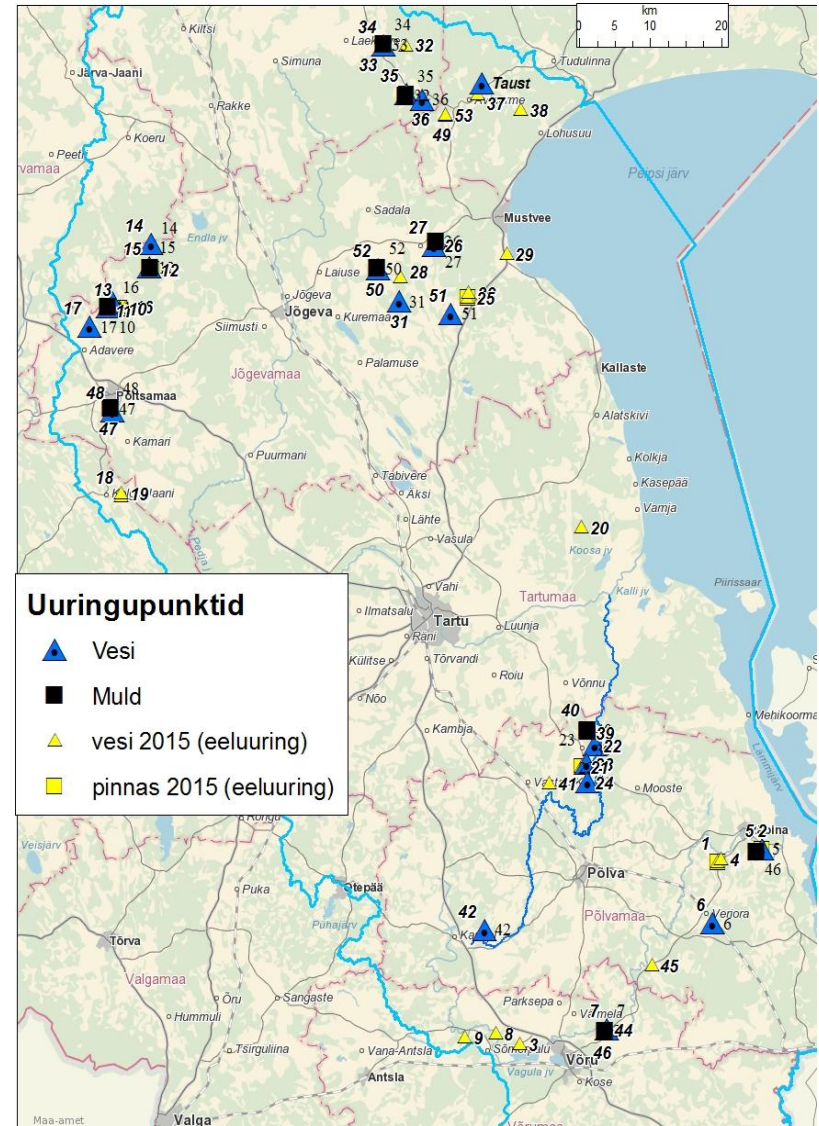 km
0 5 10 20
Kiltsi
34 34
32
33
Simuna
Tudulinna
Järva-Jaani
35 35
Taust
Rakke
36 36
37
38
53
49
Koeru
Lohusuu
Peipsi järv
Sadala
Mustvee
14 14
Endla jv
27
26
15 15
52 52
27
29
12
Laiuse
50
28
50
16
13
Jõgeva
51
25
17
Jõgeva
Kuremaa
31 31
51
17 10
Siimusti
Adavere
Palamuse
Jõgevamaa
Kallaste
48 48
Põltsamaa
47
47
Alatskivi
Kamari
Puurmani
Kolkja
18
Tabivere
Kasepää
19
Äksi
Varnja
Lähte
20
Vasula
Koosa jv
Vahi
Kalli jv
Piirissaar
Tartumaa
Uuringupunktid
Ilmatsalu
Tartu
Luunja
Räni
Vesi
Külitse
Tõrvandi
Roiu
Võnnu
Muld
Nõo
Mehikoorma
40
vesi 2015 (eeluuring)
Kambja
39
23
22
Lämmijärv
pinnas 2015 (eeluuring)
21
41
24
Mooste
Veisjärv
1
5 2
4
5
46
Põlva
Puka
Otepää
Põlvamaa
6
Pühajärv
42
42
6
Tõrva
45
Valgamaa
Õru
Sangaste
Parksepa
7 7
Hummuli
Väimela
44
9
8
3
46
Tsirguliina
Vana-Antsla
Sõmerpalu
Võru
Antsla
Vagula jv
Kose
Maa-amet
Valga
Võrumaa